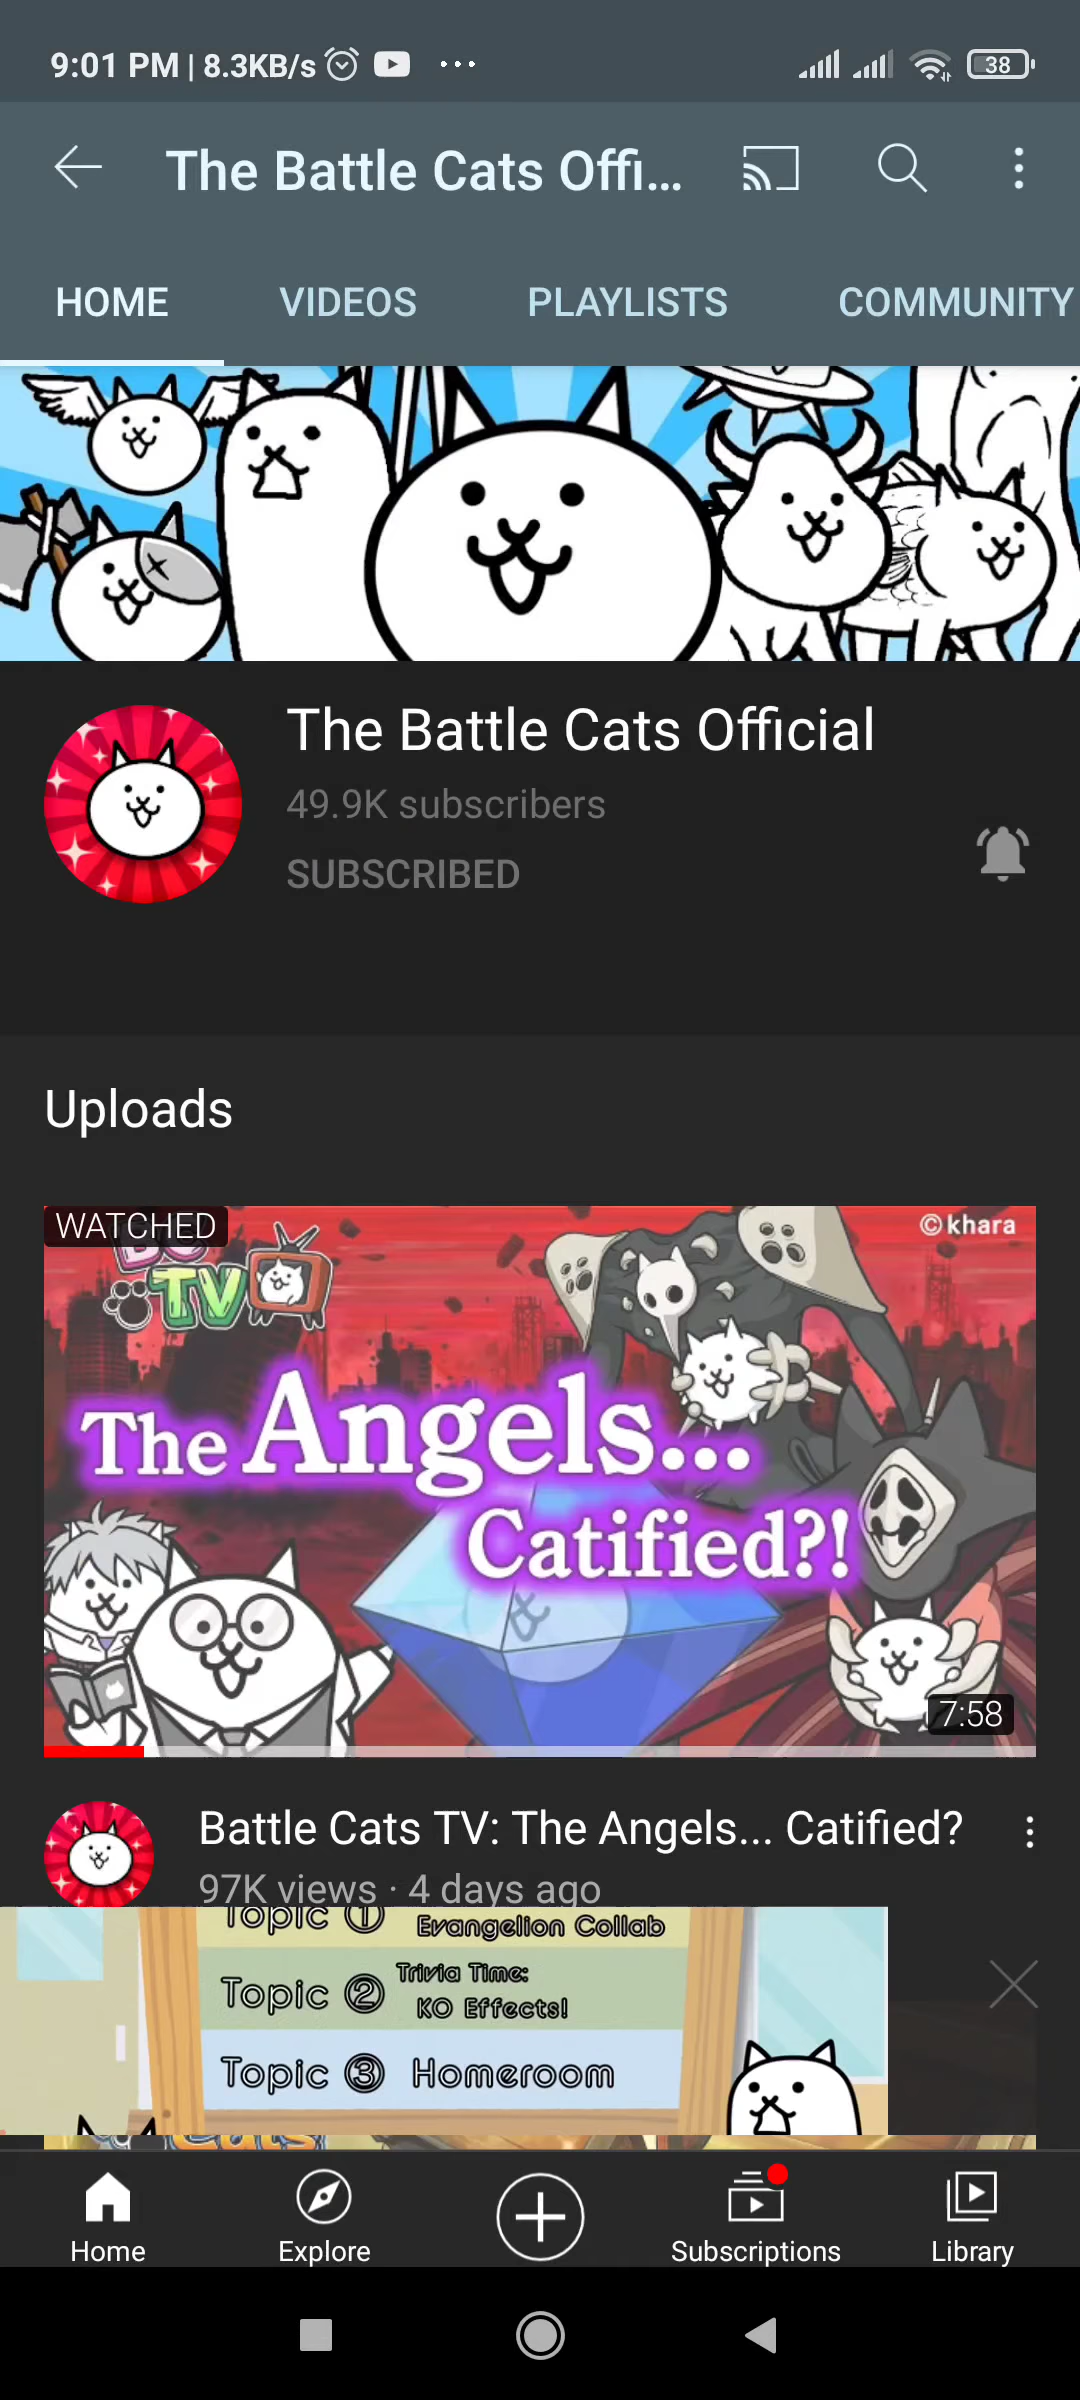 9:01 PM | 8.3KB/s
38
The Battle Cats Offi...
HOME
VIDEOS
PLAYLISTS
COMMUNITY
The Battle Cats Official
49.9K subscribers
SUBSCRIBED
Uploads
WATCHED
©khara
BC
TV
The Angels...
Catified?!
7:58
Battle Cats TV: The Angels... Catified?
97K views · 4 days ago
Topic ① Evangelion Collab
Topic ② Trivia Time:
KO Effects!
Topic ③ Homeroom
Home
Explore
Subscriptions
Library